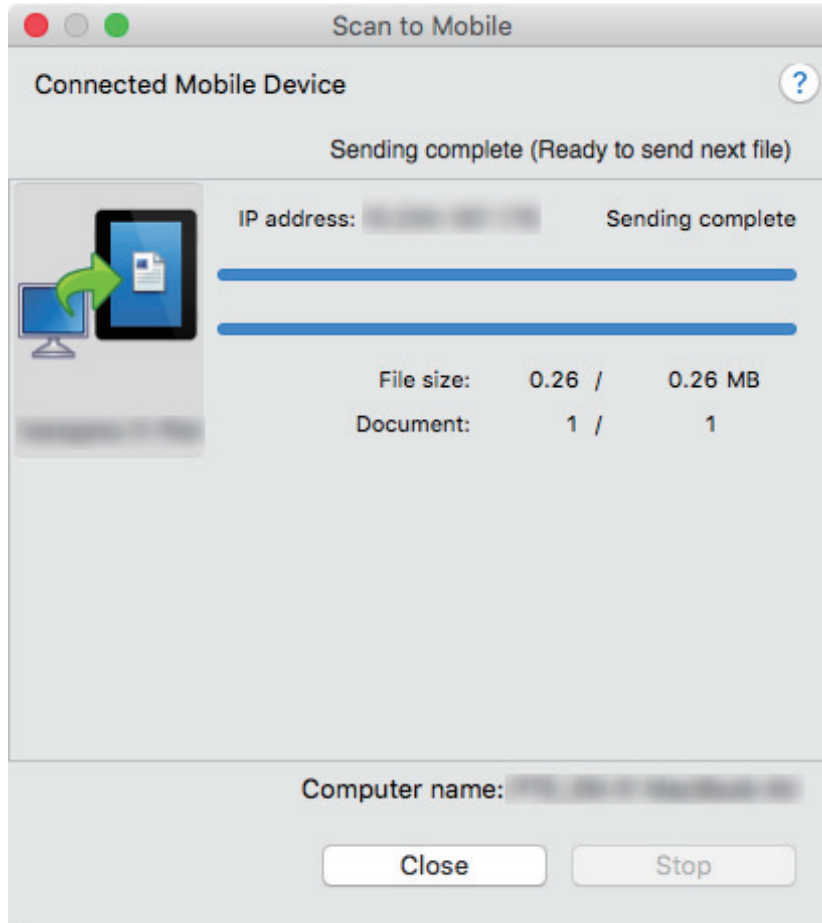 Scan to Mobile
Connected Mobile Device
?
Sending complete (Ready to send next file)
IP address: Sending complete
File size: 0.26 / 0.26 MB
Document: 1 / 1
Computer name:
Close Stop